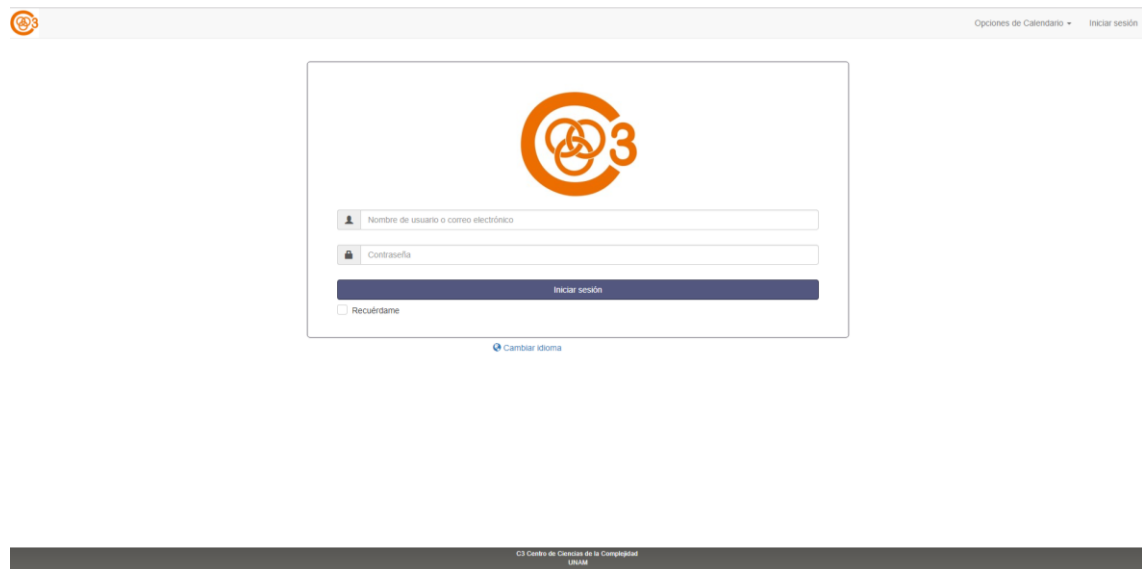 3
Opciones de Calendario
Iniciar sesión
3
Nombre de usuario o correo electrónico
Contraseña
Iniciar sesión
Recuérdame
Cambiar idioma
C3 Centro de Ciencias de la Complejidad
UNAM